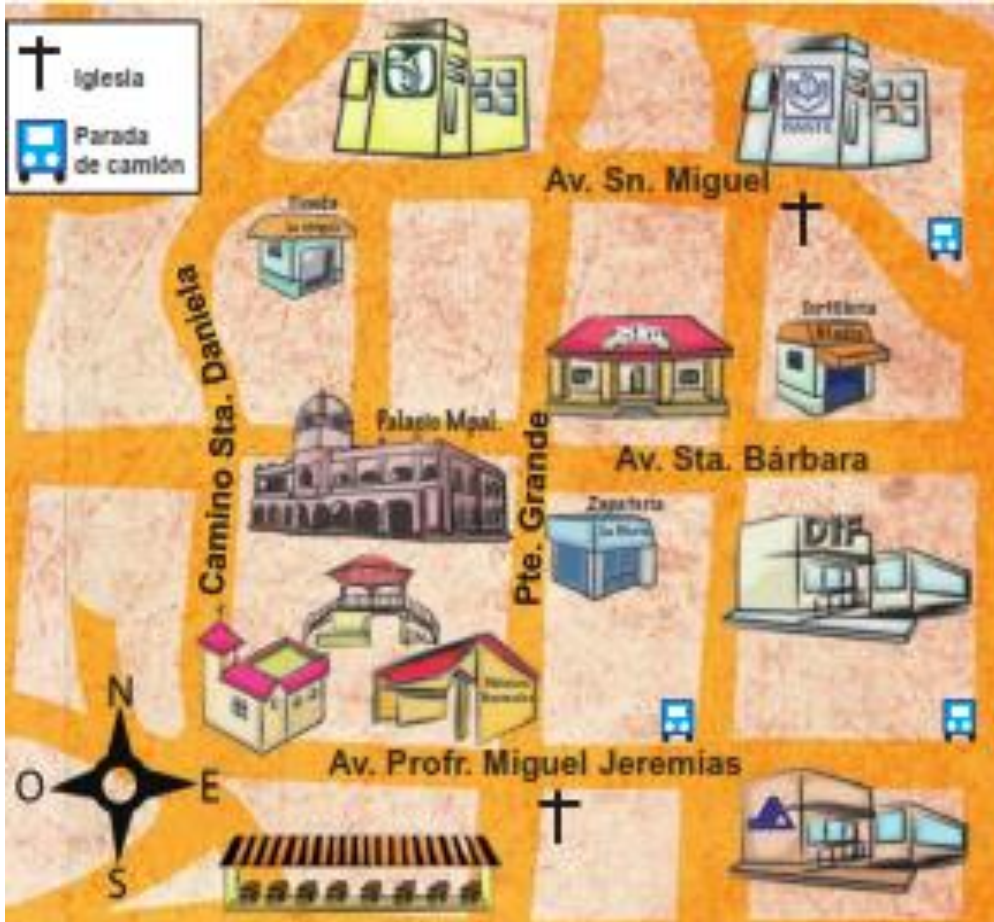 Iglesia
Parada
de camión
Av. Sn. Miguel
Tienda
Camino Sta. Daniela
Palacio Mpal.
Pte. Grande
Av. Sta. Bárbara
Zapatería
DIF
N
O
E
S
Av. Profr. Miguel Jeremías